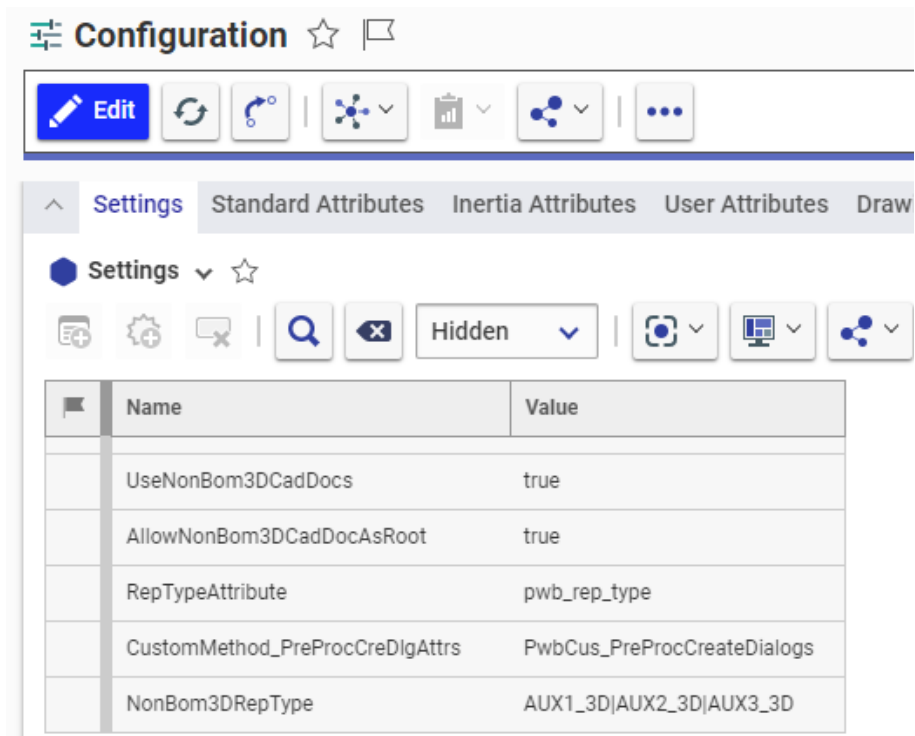 Configuration
Edit
Settings Standard Attributes Inertia Attributes User Attributes Draw
Settings
Hidden
Name Value
UseNonBom3DCadDocs true
AllowNonBom3DCadDocAsRoot true
RepTypeAttribute pwb_rep_type
CustomMethod_PreProcCreDlgAttrs PwbCus_PreProcCreateDialogs
NonBom3DRepType AUX1_3D|AUX2_3D|AUX3_3D